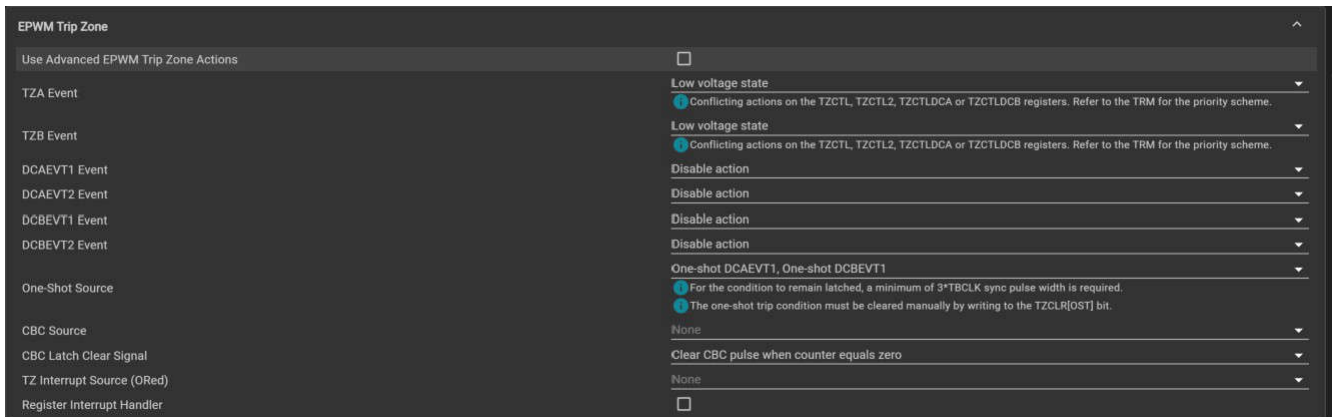 EPWM Trip Zone
Use Advanced EPWM Trip Zone Actions
TZA Event
Low voltage state
Conflicting actions on the TZCTL, TZCTL2, TZCTLDCA or TZCTLDCB registers. Refer to the TRM for the priority scheme.
TZB Event
Low voltage state
Conflicting actions on the TZCTL, TZCTL2, TZCTLDCA or TZCTLDCB registers. Refer to the TRM for the priority scheme.
DCAEVT1 Event
Disable action
DCAEVT2 Event
Disable action
DCBEVT1 Event
Disable action
DCBEVT2 Event
Disable action
One-Shot Source
One-shot DCAEVT1, One-shot DCBEVT1
For the condition to remain latched, a minimum of 3*TBCLK sync pulse width is required.
The one-shot trip condition must be cleared manually by writing to the TZCLR[OST] bit.
CBC Source
None
CBC Latch Clear Signal
Clear CBC pulse when counter equals zero
TZ Interrupt Source (ORed)
None
Register Interrupt Handler